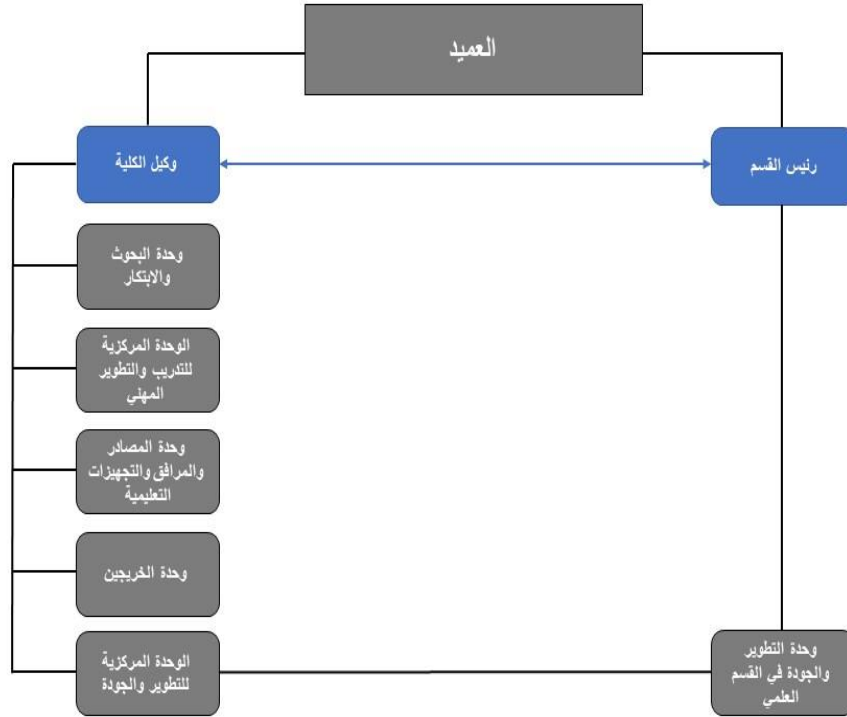 العميد
رئيس القسم
وكيل الكلية
وحدة البحوث
والابتكار
الوحدة المركزية
للتدريب والتطوير
المهني
وحدة المصادر
والمرافق والتجهيزات
التعليمية
وحدة الخريجين
وحدة التطوير
والجودة في القسم
العلمي
الوحدة المركزية
للتطوير والجودة